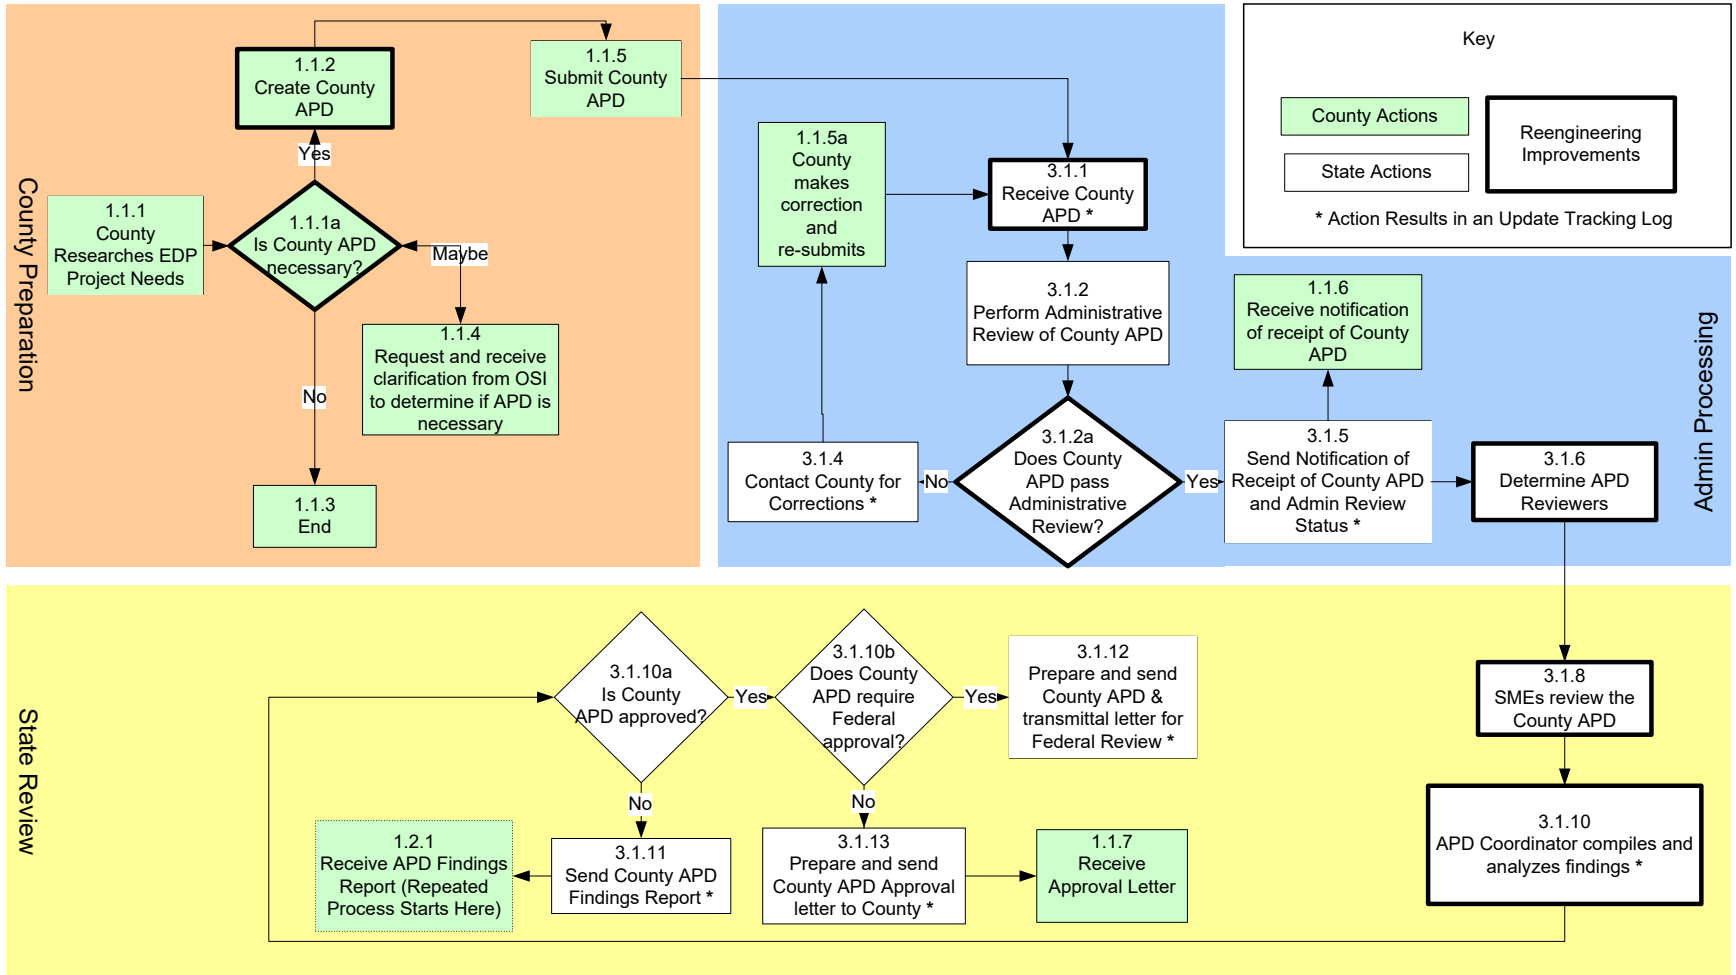 County Preparation
1.1.1
County
Researches EDP
Project Needs
1.1.1a
Is County APD
necessary?
Yes
1.1.2
Create County
APD
1.1.5
Submit County
APD
Maybe
1.1.4
Request and receive
clarification from OSI
to determine if APD is
necessary
No
1.1.3
End
Admin Processing
1.1.5a
County
makes
correction
and
re-submits
3.1.1
Receive County
APD *
3.1.2
Perform Administrative
Review of County APD
3.1.2a
Does County
APD pass
Administrative
Review?
No
3.1.4
Contact County for
Corrections *
Yes
3.1.5
Send Notification of
Receipt of County APD
and Admin Review
Status *
1.1.6
Receive notification
of receipt of County
APD
3.1.6
Determine APD
Reviewers
Key
County Actions
State Actions
Reengineering
Improvements
* Action Results in an Update Tracking Log
State Review
3.1.8
SMEs review the
County APD
3.1.10
APD Coordinator compiles and
analyzes findings *
3.1.10a
Is County
APD approved?
Yes
3.1.10b
Does County
APD require
Federal
approval?
Yes
3.1.12
Prepare and send
County APD &
transmittal letter for
Federal Review *
No
3.1.11
Send County APD
Findings Report *
1.2.1
Receive APD Findings
Report (Repeated
Process Starts Here)
No
3.1.13
Prepare and send
County APD Approval
letter to County *
1.1.7
Receive
Approval Letter